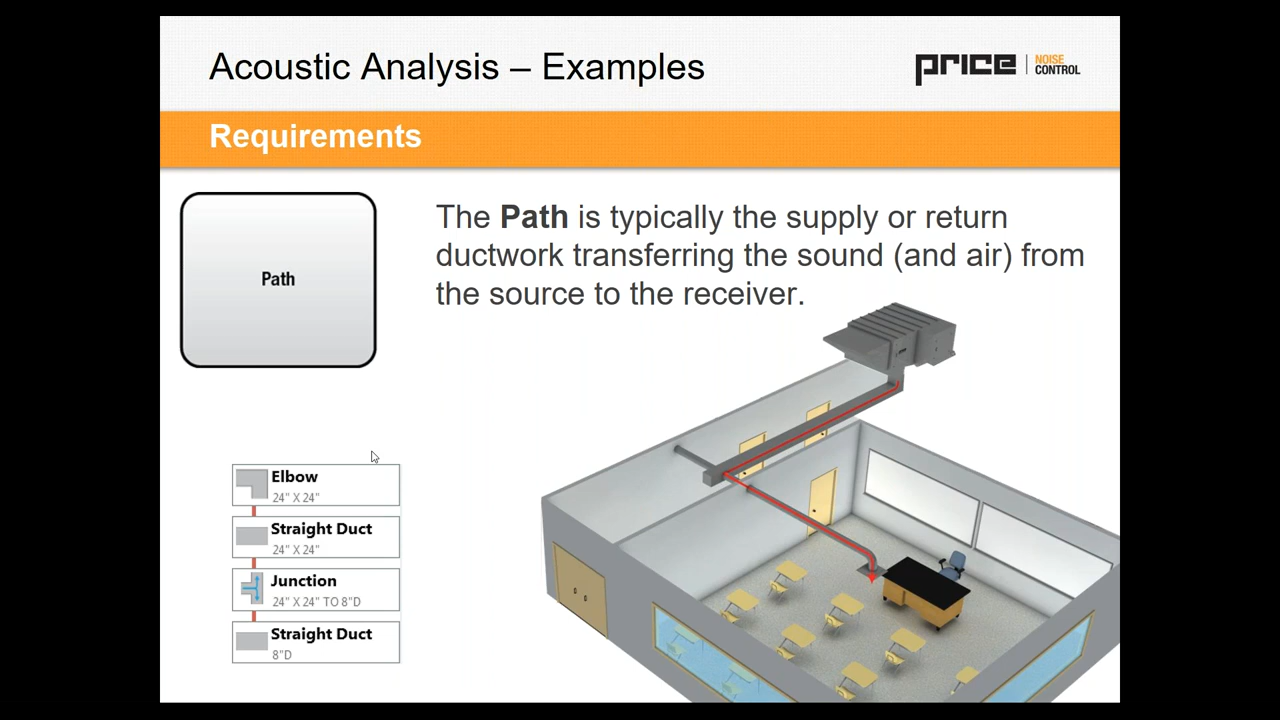 Acoustic Analysis – Examples
PRICE
NOISE
CONTROL
Requirements
Path
The Path is typically the supply or return
ductwork transferring the sound (and air) from
the source to the receiver.
Elbow
24" X 24"
Straight Duct
24" X 24"
Junction
24" X 24" TO 8"D
Straight Duct
8"D